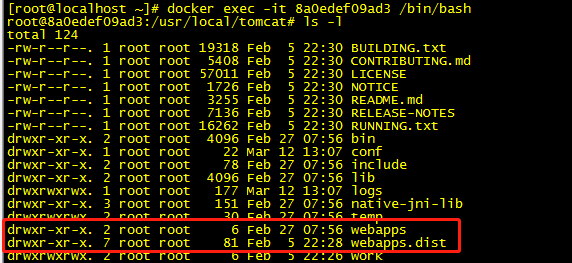 [root@localhost ~]# docker exec -it 8a0edef09ad3 /bin/bash
root@8a0edef09ad3:/usr/local/tomcat# ls -l
total 124
-rw-r--r--. 1 root root 19318 Feb 5 22:30 BUILDING.txt
-rw-r--r--. 1 root root 5408 Feb 5 22:30 CONTRIBUTING.md
-rw-r--r--. 1 root root 57011 Feb 5 22:30 LICENSE
-rw-r--r--. 1 root root 1726 Feb 5 22:30 NOTICE
-rw-r--r--. 1 root root 3255 Feb 5 22:30 README.md
-rw-r--r--. 1 root root 7136 Feb 5 22:30 RELEASE-NOTES
-rw-r--r--. 1 root root 16262 Feb 5 22:30 RUNNING.txt
drwxr-xr-x. 2 root root 4096 Feb 27 07:56 bin
drwxr-xr-x. 1 root root 22 Mar 12 13:07 conf
drwxr-xr-x. 2 root root 78 Feb 27 07:56 include
drwxr-xr-x. 2 root root 4096 Feb 27 07:56 lib
drwxrwxrwx. 1 root root 177 Mar 12 13:07 logs
drwxr-xr-x. 3 root root 151 Feb 27 07:56 native-jni-lib
drwxrwxrwx. 2 root root 30 Feb 27 07:56 temp
drwxr-xr-x. 2 root root 6 Feb 27 07:56 webapps
drwxr-xr-x. 7 root root 81 Feb 5 22:28 webapps.dist
drwxrwxrwx. 2 root root 6 Feb 5 22:26 work